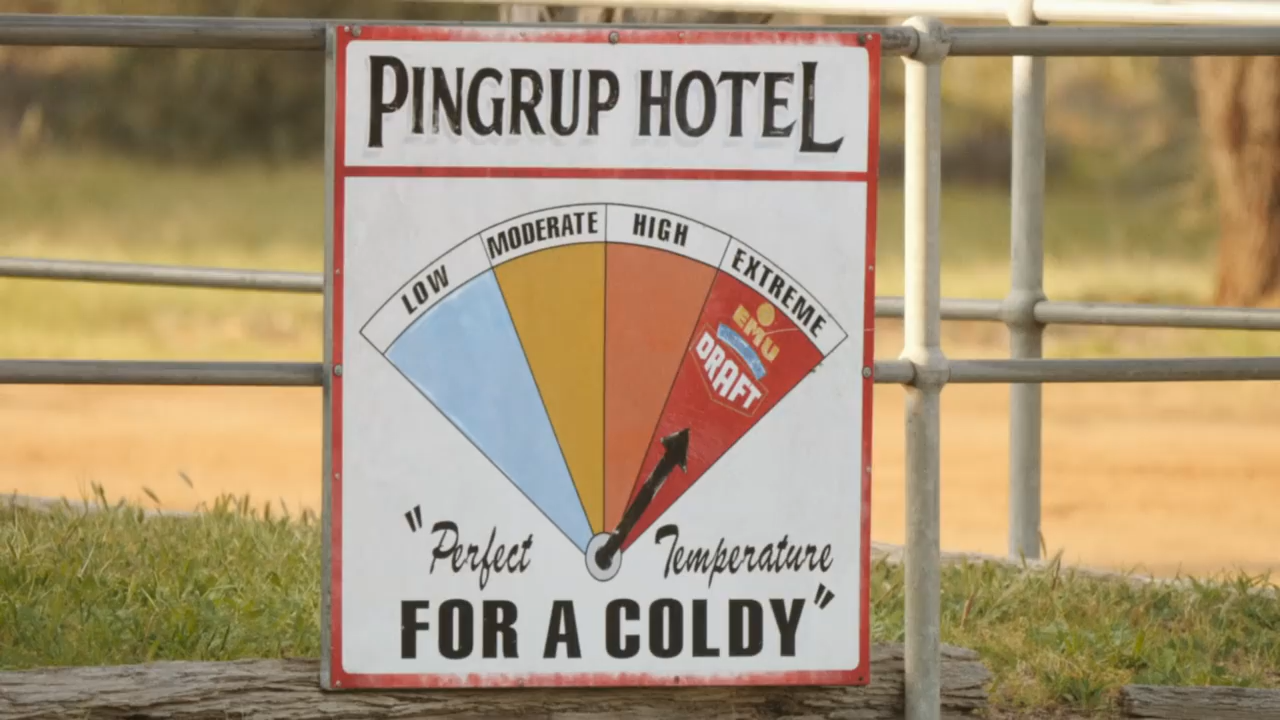 PINGRUP HOTEL
LOW
MODERATE
HIGH
EXTREME
EMU
DRAFT
"Perfect Temperature
FOR A COLDY"